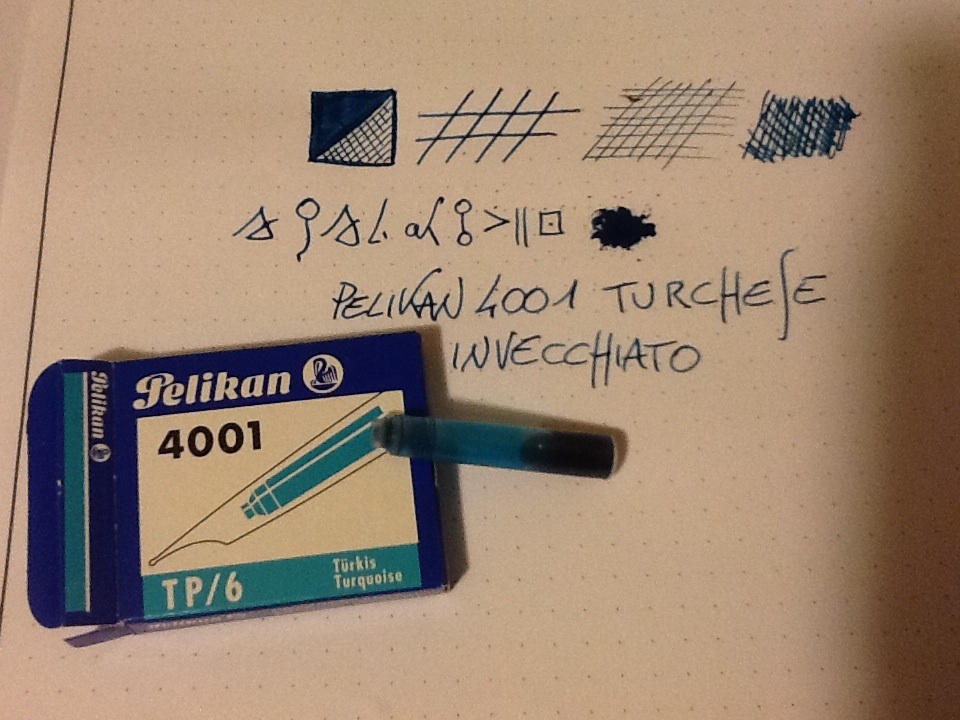 PELIKAN 4001 TURCHESE
INVECCHIATO
Pelikan
Pelikan
4001
TP/6
Türkis
Turquoise